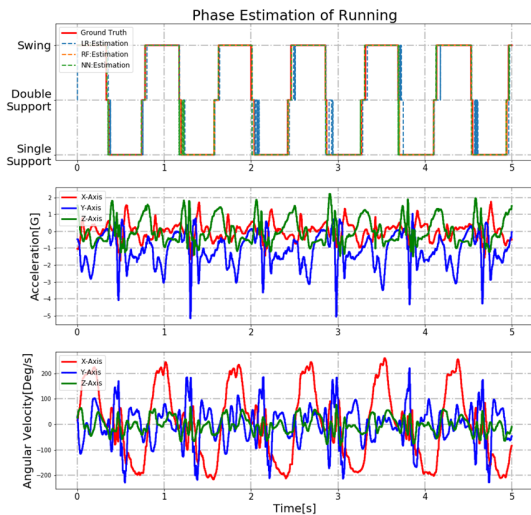 Phase Estimation of Running
Swing
Double
Support
Single
Support
Ground Truth
LR:Estimation
RF:Estimation
NN:Estimation
0 1 2 3 4 5
Acceleration[G]
2
1
0
−1
−2
−3
−4
−5
X-Axis
Y-Axis
Z-Axis
0 1 2 3 4 5
Angular Velocity[Deg/s]
200
100
0
−100
−200
X-Axis
Y-Axis
Z-Axis
0 1 2 3 4 5
Time[s]